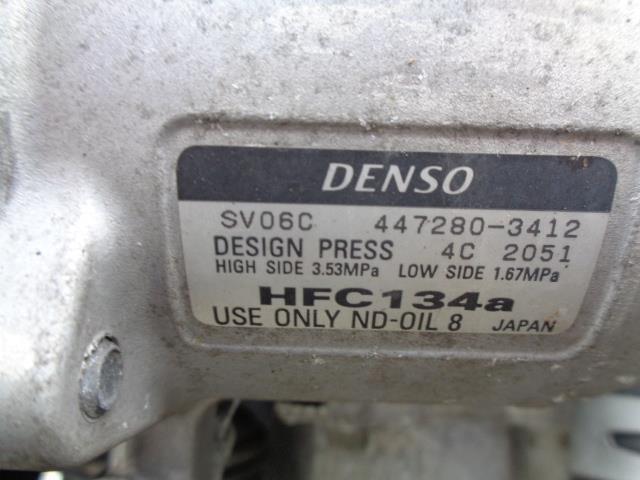 DENSO
SV06C 447280-3412
DESIGN PRESS 4C 2051
HIGH SIDE 3.53MPa LOW SIDE 1.67MPa
HFC134a
USE ONLY ND-OIL 8 JAPAN